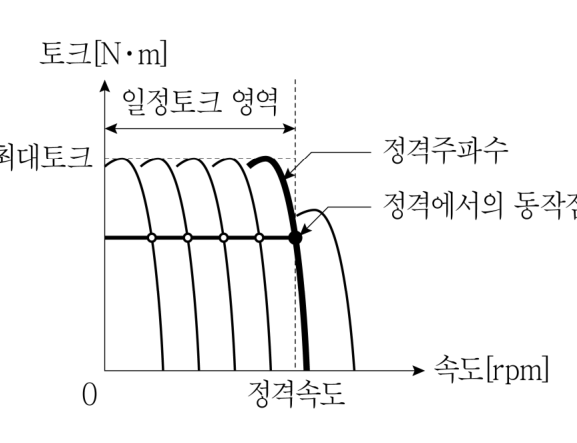 토크[N·m]
일정토크 영역
최대토크
정격주파수
정격에서의 동작점
0
정격속도
속도[rpm]